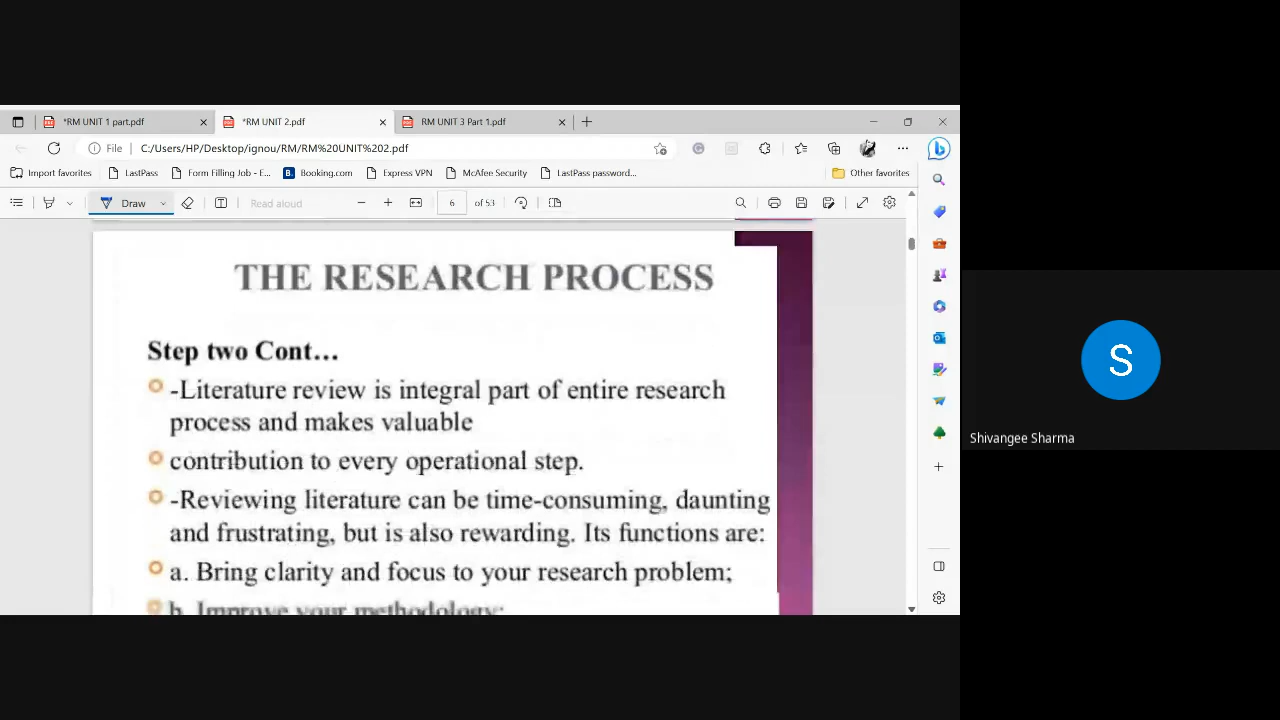 *RM UNIT 1 part.pdf
*RM UNIT 2.pdf
RM UNIT 3 Part 1.pdf
File
C:/Users/HP/Desktop/ignou/RM/RM%20UNIT%202.pdf
Import favorites
LastPass
Form Filling Job - E...
B.
Booking.com
Express VPN
McAfee Security
LastPass password...
Other favorites
Draw
Read aloud
6
of 53
THE RESEARCH PROCESS
Step two Cont...
-Literature review is integral part of entire research
process and makes valuable
contribution to every operational step.
-Reviewing literature can be time-consuming, daunting
and frustrating, but is also rewarding. Its functions are:
a. Bring clarity and focus to your research problem;
b. Improve your methodology;
S
Shivangee Sharma